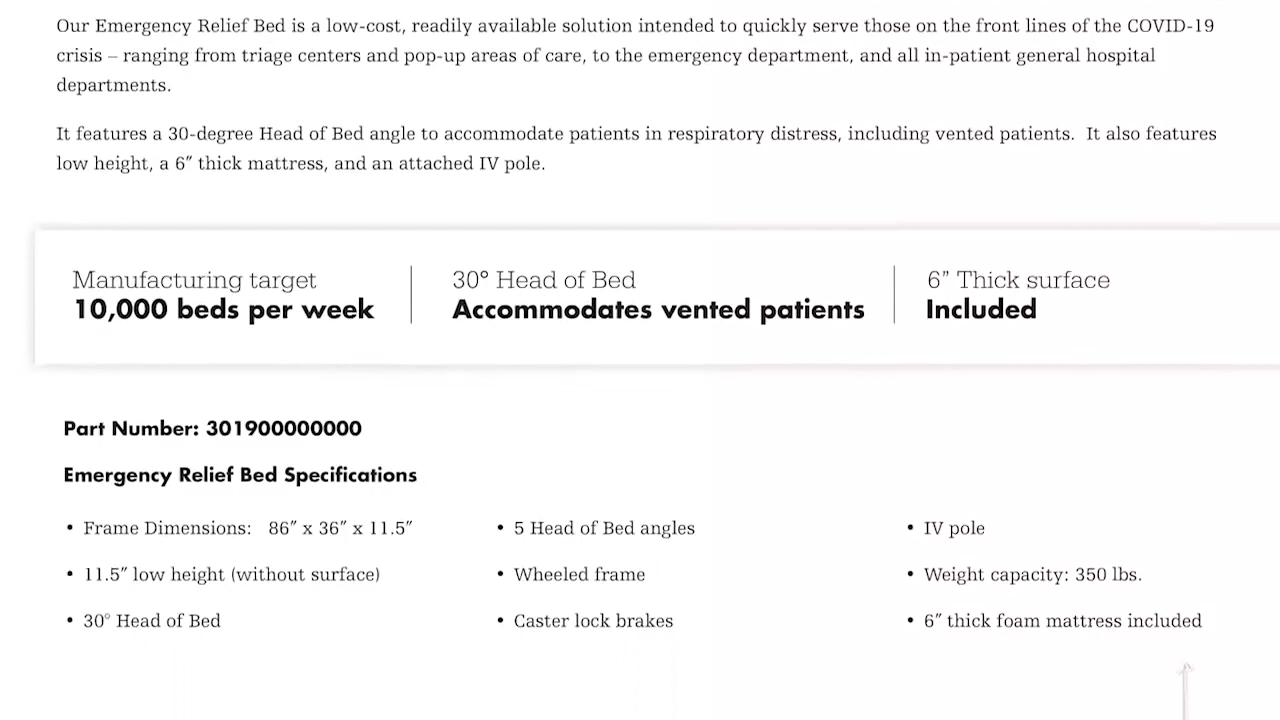 Our Emergency Relief Bed is a low-cost, readily available solution intended to quickly serve those on the front lines of the COVID-19
crisis – ranging from triage centers and pop-up areas of care, to the emergency department, and all in-patient general hospital
departments.
It features a 30-degree Head of Bed angle to accommodate patients in respiratory distress, including vented patients.  It also features
low height, a 6″ thick mattress, and an attached IV pole.
Manufacturing target
10,000 beds per week
30° Head of Bed
Accommodates vented patients
6” Thick surface
Included
Part Number: 301900000000
Emergency Relief Bed Specifications
• Frame Dimensions:   86″ x 36″ x 11.5″
• 11.5″ low height (without surface)
• 30° Head of Bed
• 5 Head of Bed angles
• Wheeled frame
• Caster lock brakes
• IV pole
• Weight capacity: 350 lbs.
• 6″ thick foam mattress included